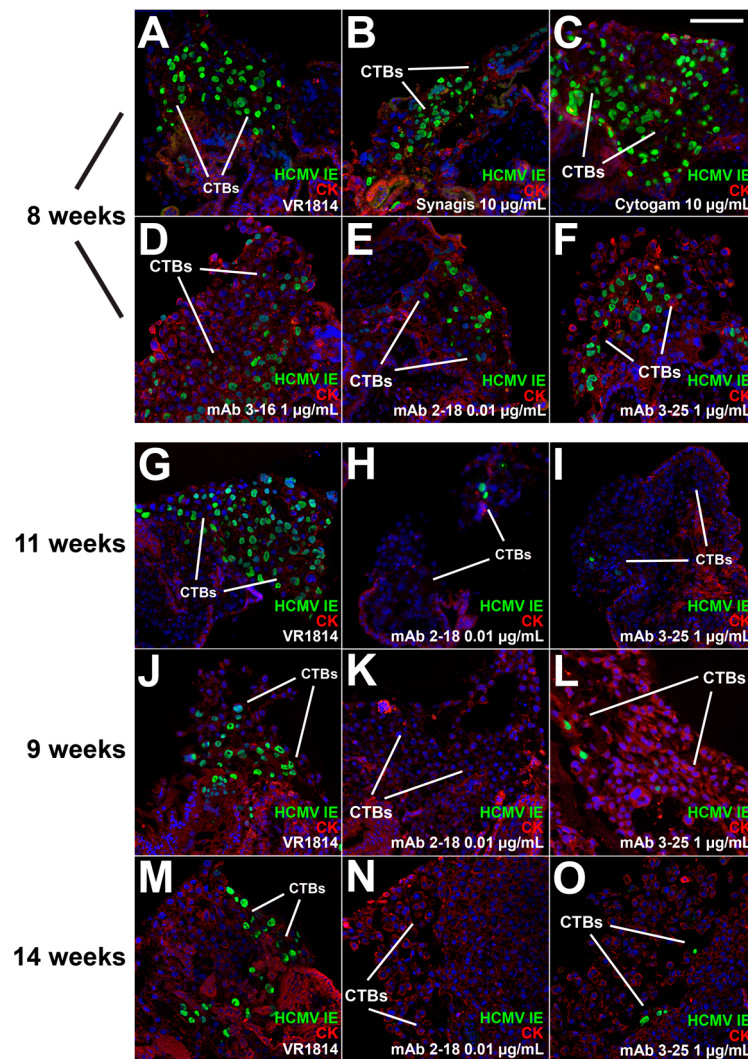 A
CTBs
HCMV IE
CK
VR1814
B
CTBs
HCMV IE
CK
Synagis 10 µg/mL
C
CTBs
HCMV IE
CK
Cytogam 10 µg/mL
8 weeks
D
CTBs
HCMV IE
CK
mAb 3-16 1 µg/mL
E
CTBs
HCMV IE
CK
mAb 2-18 0.01 µg/mL
F
CTBs
HCMV IE
CK
mAb 3-25 1 µg/mL
11 weeks
G
CTBs
HCMV IE
CK
VR1814
H
CTBs
HCMV IE
CK
mAb 2-18 0.01 µg/mL
I
CTBs
HCMV IE
CK
mAb 3-25 1 µg/mL
9 weeks
J
CTBs
HCMV IE
CK
VR1814
K
CTBs
HCMV IE
CK
mAb 2-18 0.01 µg/mL
L
CTBs
HCMV IE
CK
mAb 3-25 1 µg/mL
14 weeks
M
CTBs
HCMV IE
CK
VR1814
N
CTBs
HCMV IE
CK
mAb 2-18 0.01 µg/mL
O
CTBs
HCMV IE
CK
mAb 3-25 1 µg/mL